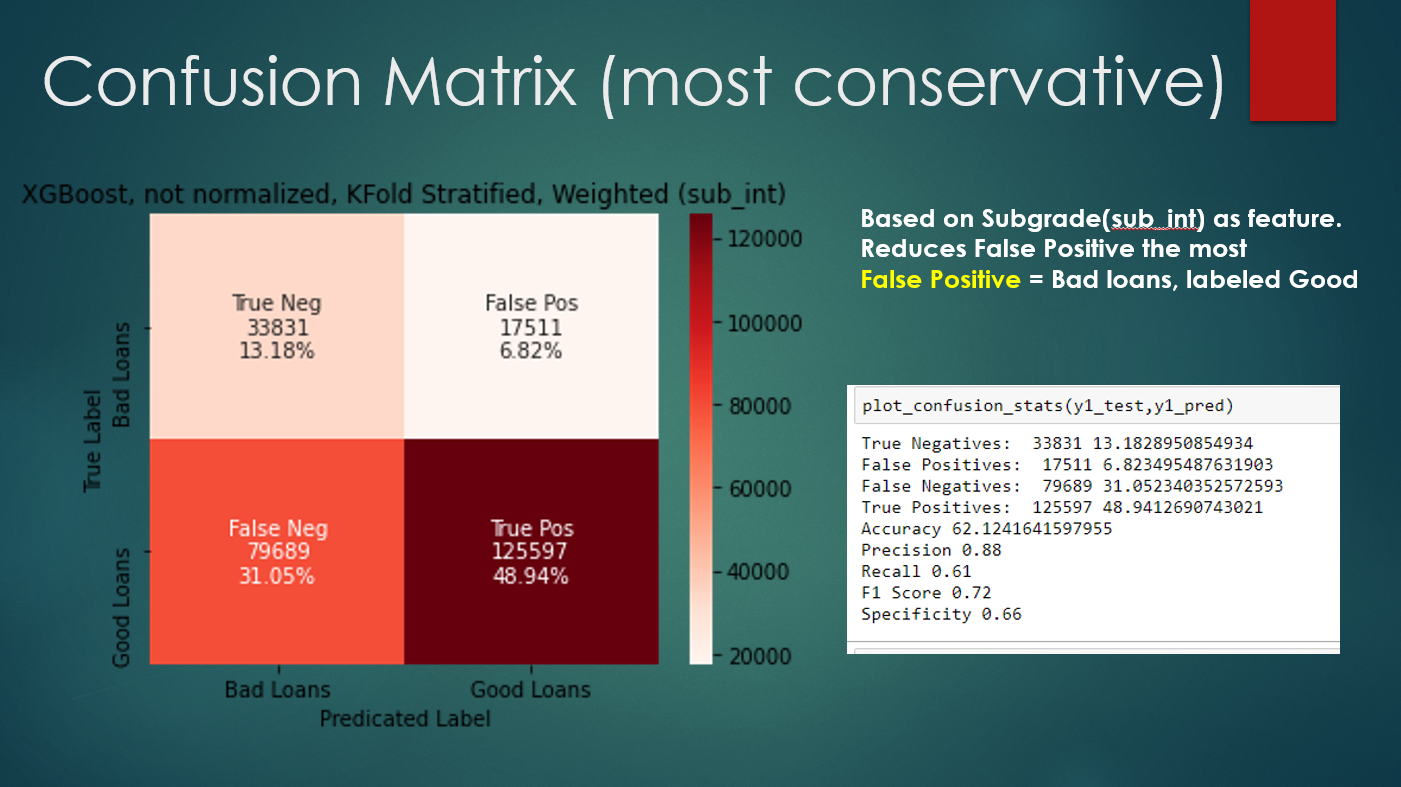 Confusion Matrix (most conservative)
XGBoost, not normalized, KFold Stratified, Weighted (sub_int)
True Label
Bad Loans
Good Loans
True Neg
33831
13.18%
False Pos
17511
6.82%
False Neg
79689
31.05%
True Pos
125597
48.94%
Bad Loans
Good Loans
Predicated Label
120000
100000
80000
60000
40000
20000
Based on Subgrade(sub_int) as feature.
Reduces False Positive the most
False Positive = Bad loans, labeled Good
plot_confusion_stats(y1_test,y1_pred)
True Negatives:  33831 13.1828950854934
False Positives:  17511 6.823495487631903
False Negatives:  79689 31.052340352572593
True Positives:  125597 48.9412690743021
Accuracy 62.1241641597955
Precision 0.88
Recall 0.61
F1 Score 0.72
Specificity 0.66